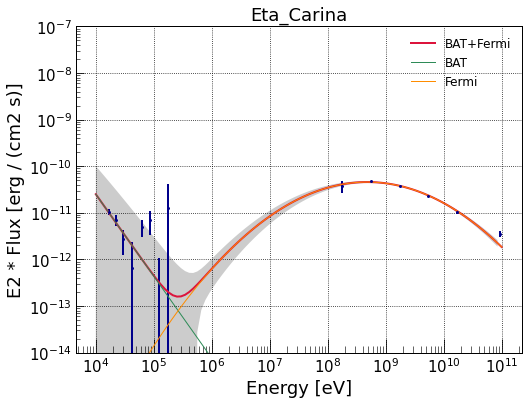 Eta_Carina
10^{-7}
10^{-8}
10^{-9}
10^{-10}
10^{-11}
10^{-12}
10^{-13}
10^{-14}
E2 * Flux [erg / (cm2 s)]
BAT+Fermi
BAT
Fermi
10^{4} 10^{5} 10^{6} 10^{7} 10^{8} 10^{9} 10^{10} 10^{11}
Energy [eV]